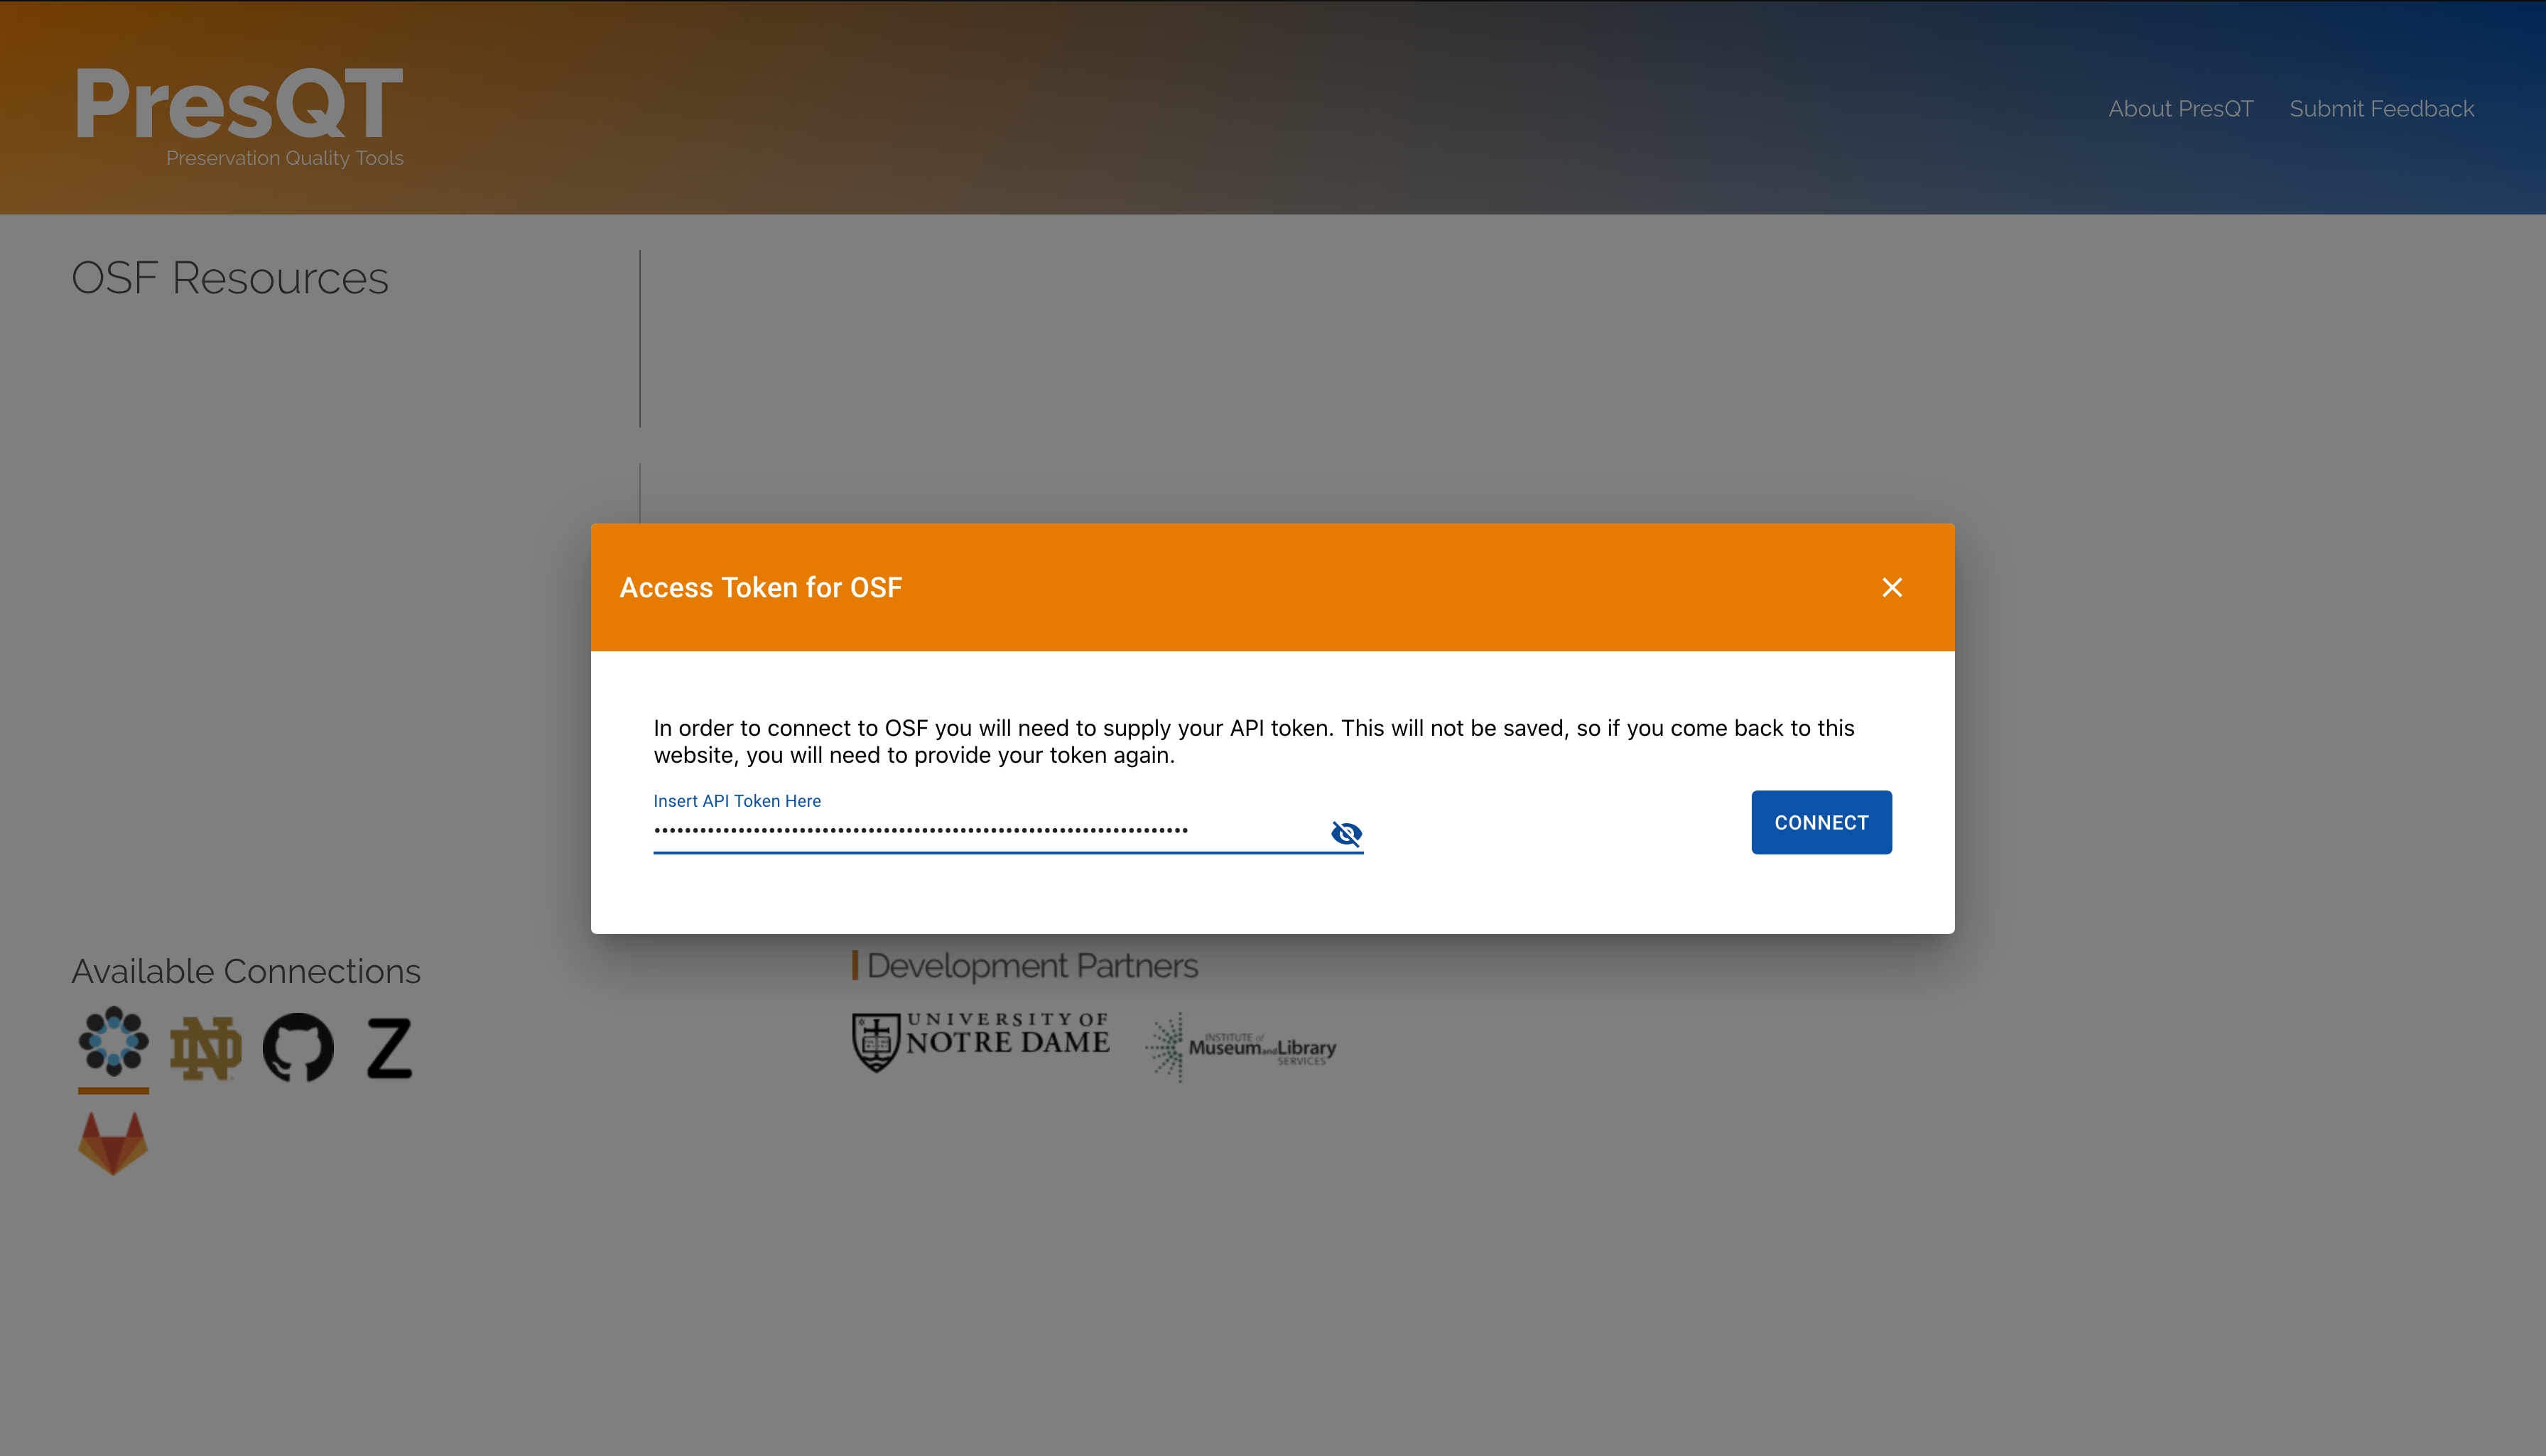 PresQT
Preservation Quality Tools
About PresQT
Submit Feedback
OSF Resources
Access Token for OSF
In order to connect to OSF you will need to supply your API token. This will not be saved, so if you come back to this
website, you will need to provide your token again.
Insert API Token Here
CONNECT
Available Connections
Development Partners
UNIVERSITY OF
NOTRE DAME
INSTITUTE of
Museum and Library
SERVICES